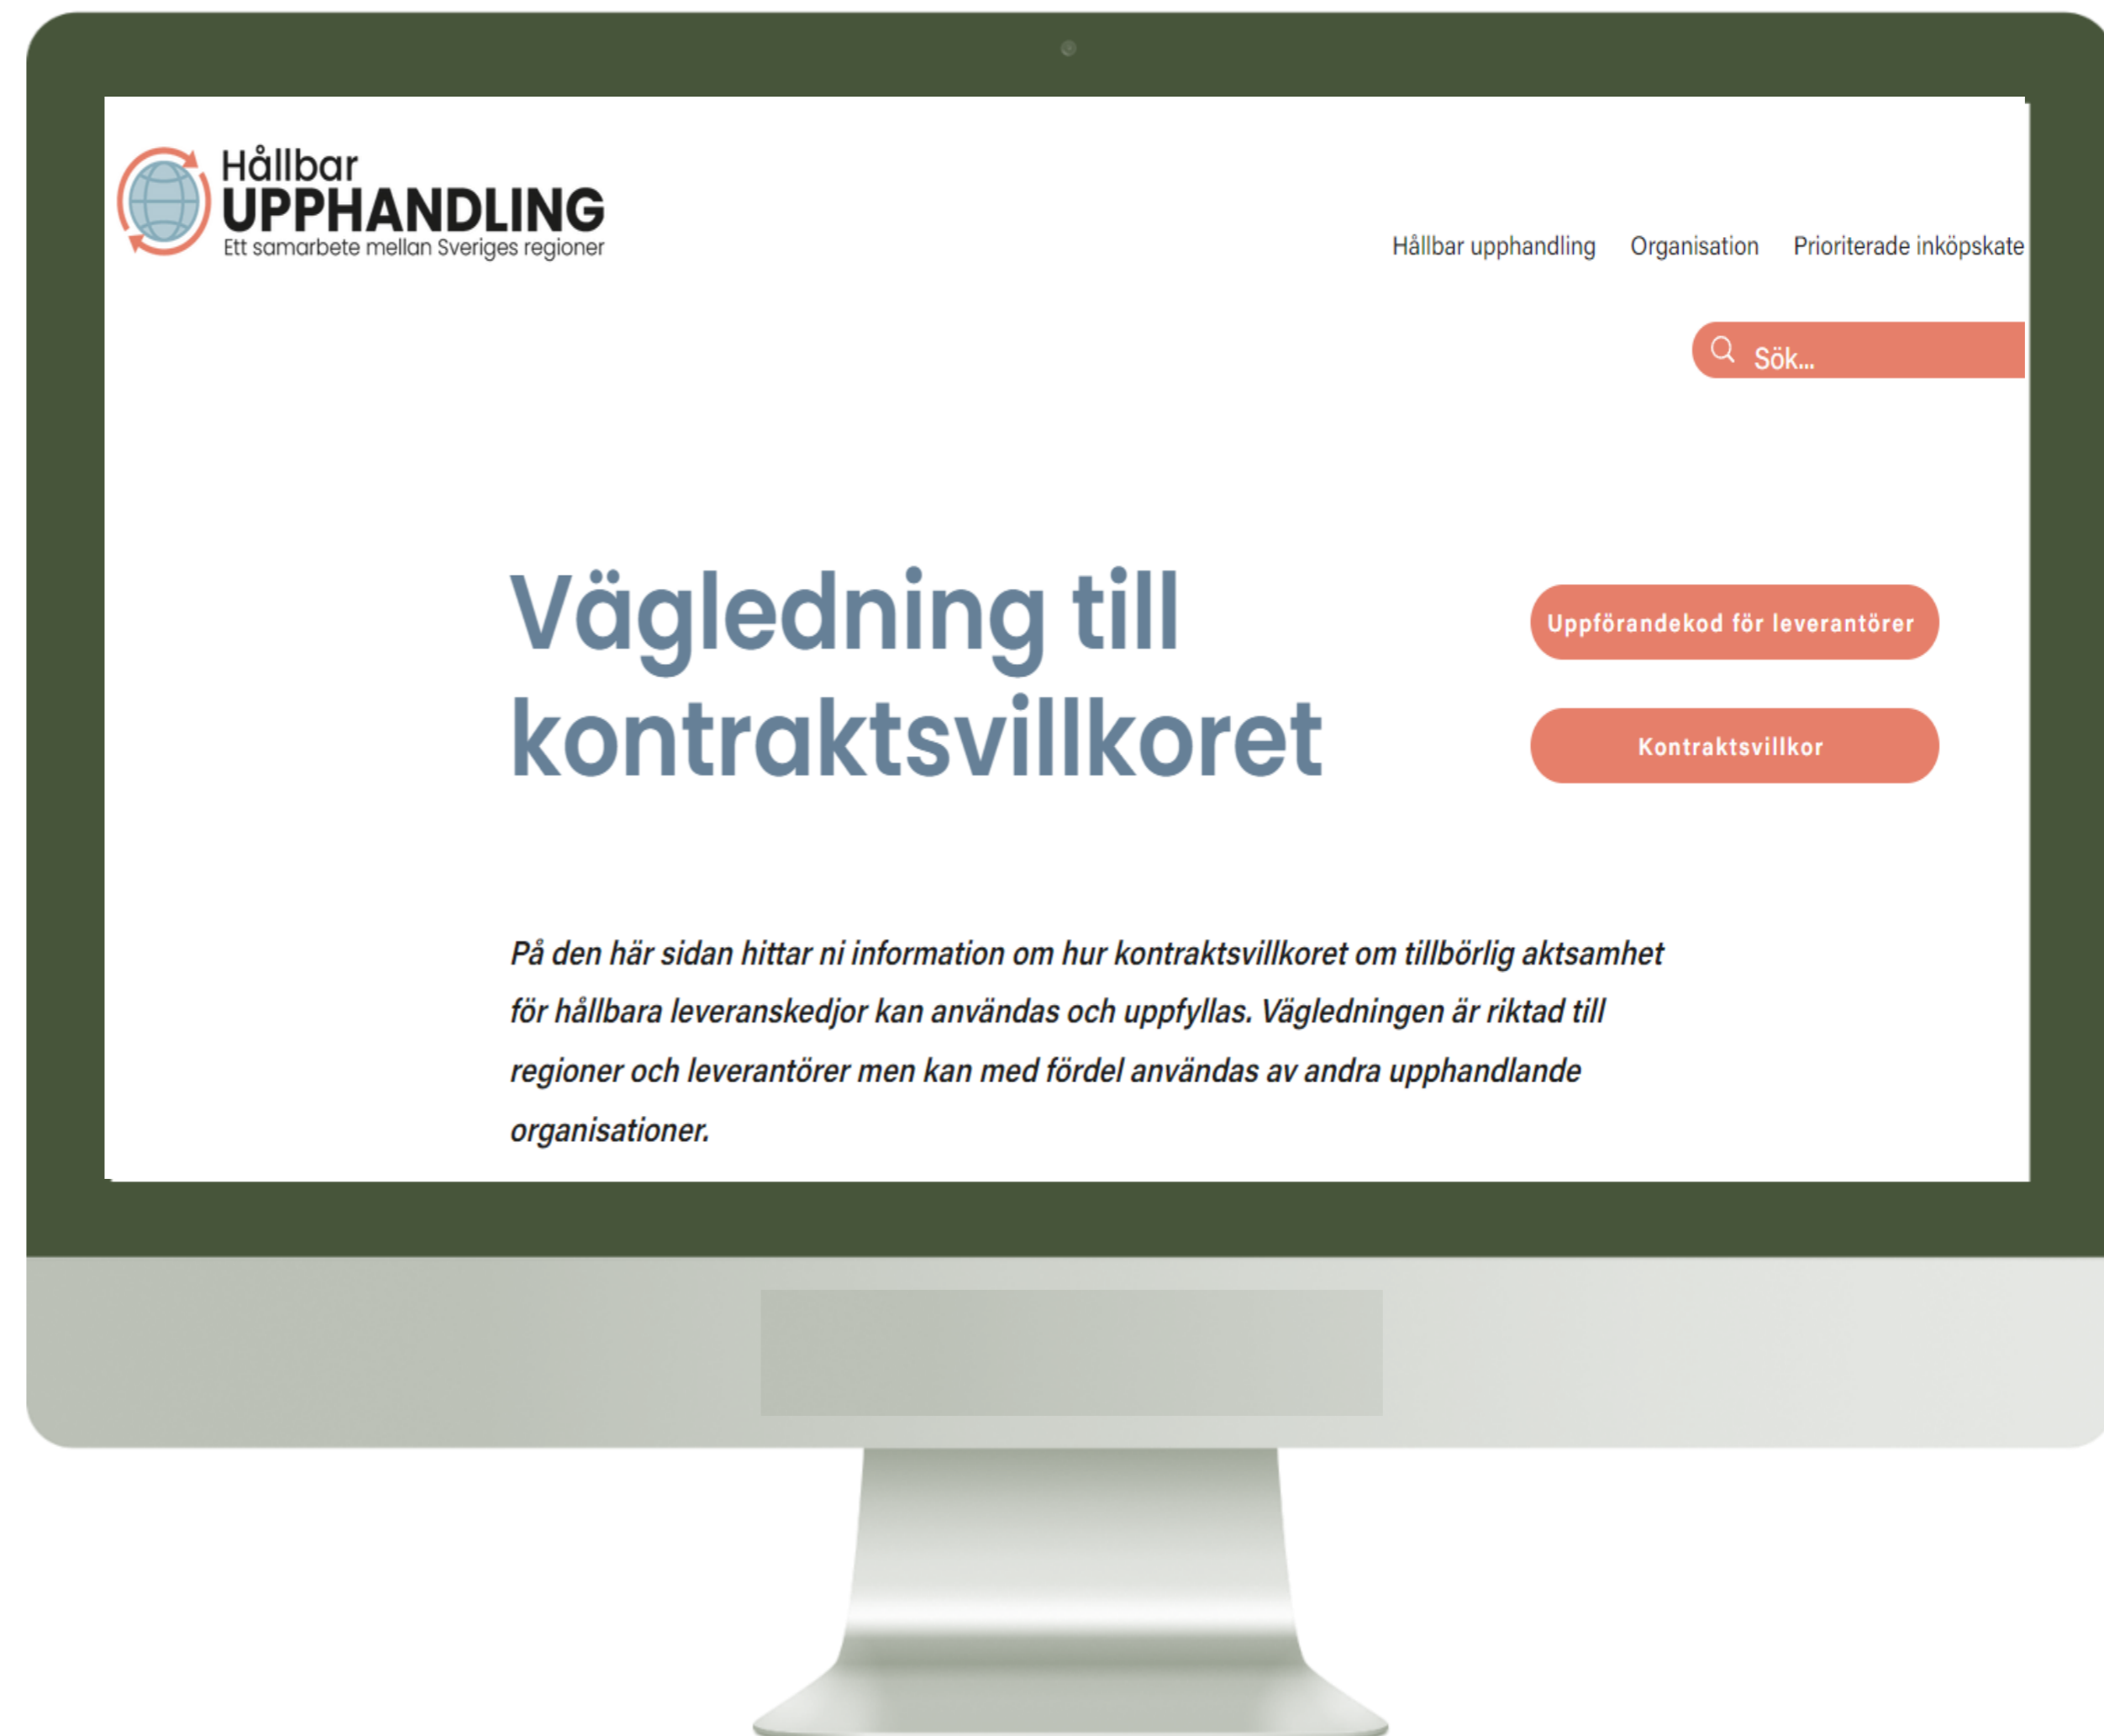 Hållbar
UPPHANDLING
Ett samarbete mellan Sveriges regioner
Hållbar upphandling Organisation Prioriterade inköpskate
Sök...
Vägledning till
kontraktsvillkoret
Uppförandekod för leverantörer
Kontraktsvillkor
På den här sidan hittar ni information om hur kontraktsvillkoret om tillbörlig aktsamhet
för hållbara leveranskedjor kan användas och uppfyllas. Vägledningen är riktad till
regioner och leverantörer men kan med fördel användas av andra upphandlande
organisationer.